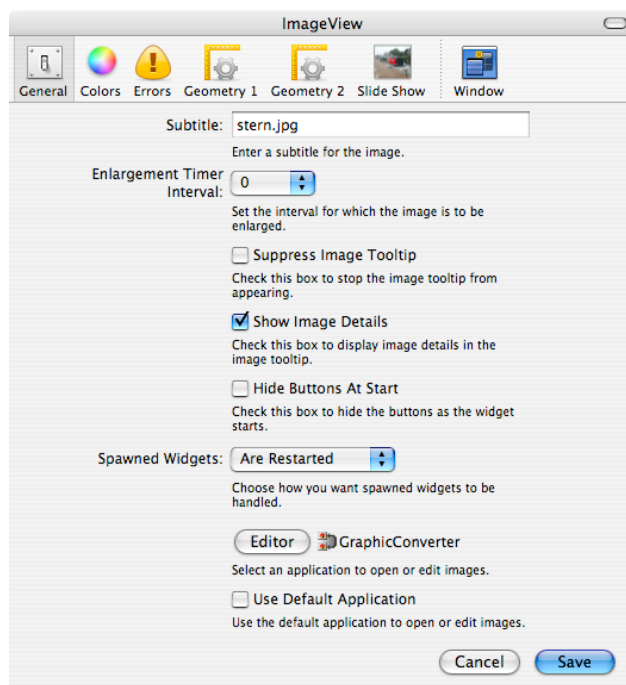 ImageView
General Colors Errors Geometry 1 Geometry 2 Slide Show Window
Subtitle: stern.jpg
Enter a subtitle for the image.
Enlargement Timer
Interval: 0
Set the interval for which the image is to be
enlarged.
Suppress Image Tooltip
Check this box to stop the image tooltip from
appearing.
Show Image Details
Check this box to display image details in the
image tooltip.
Hide Buttons At Start
Check this box to hide the buttons as the widget
starts.
Spawned Widgets: Are Restarted
Choose how you want spawned widgets to be
handled.
Editor GraphicConverter
Select an application to open or edit images.
Use Default Application
Use the default application to open or edit images.
Cancel Save